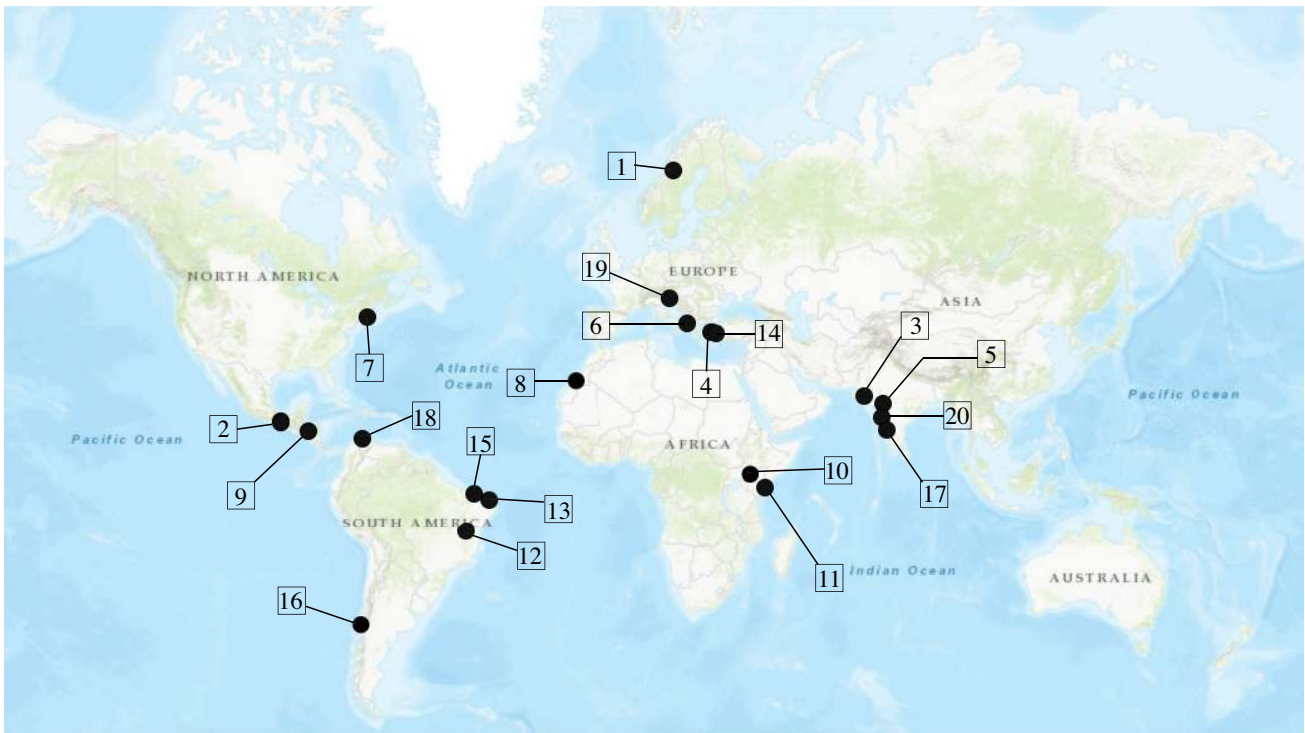 1
NORTH AMERICA
19
EUROPE
ASIA
6
14
3
5
7
Atlantic
Ocean
8
4
Pacific Ocean
Pacific Ocean
2
18
20
9
15
AFRICA
10
17
13
SOUTH AMERICA
12
11
Indian Ocean
AUSTRALIA
16